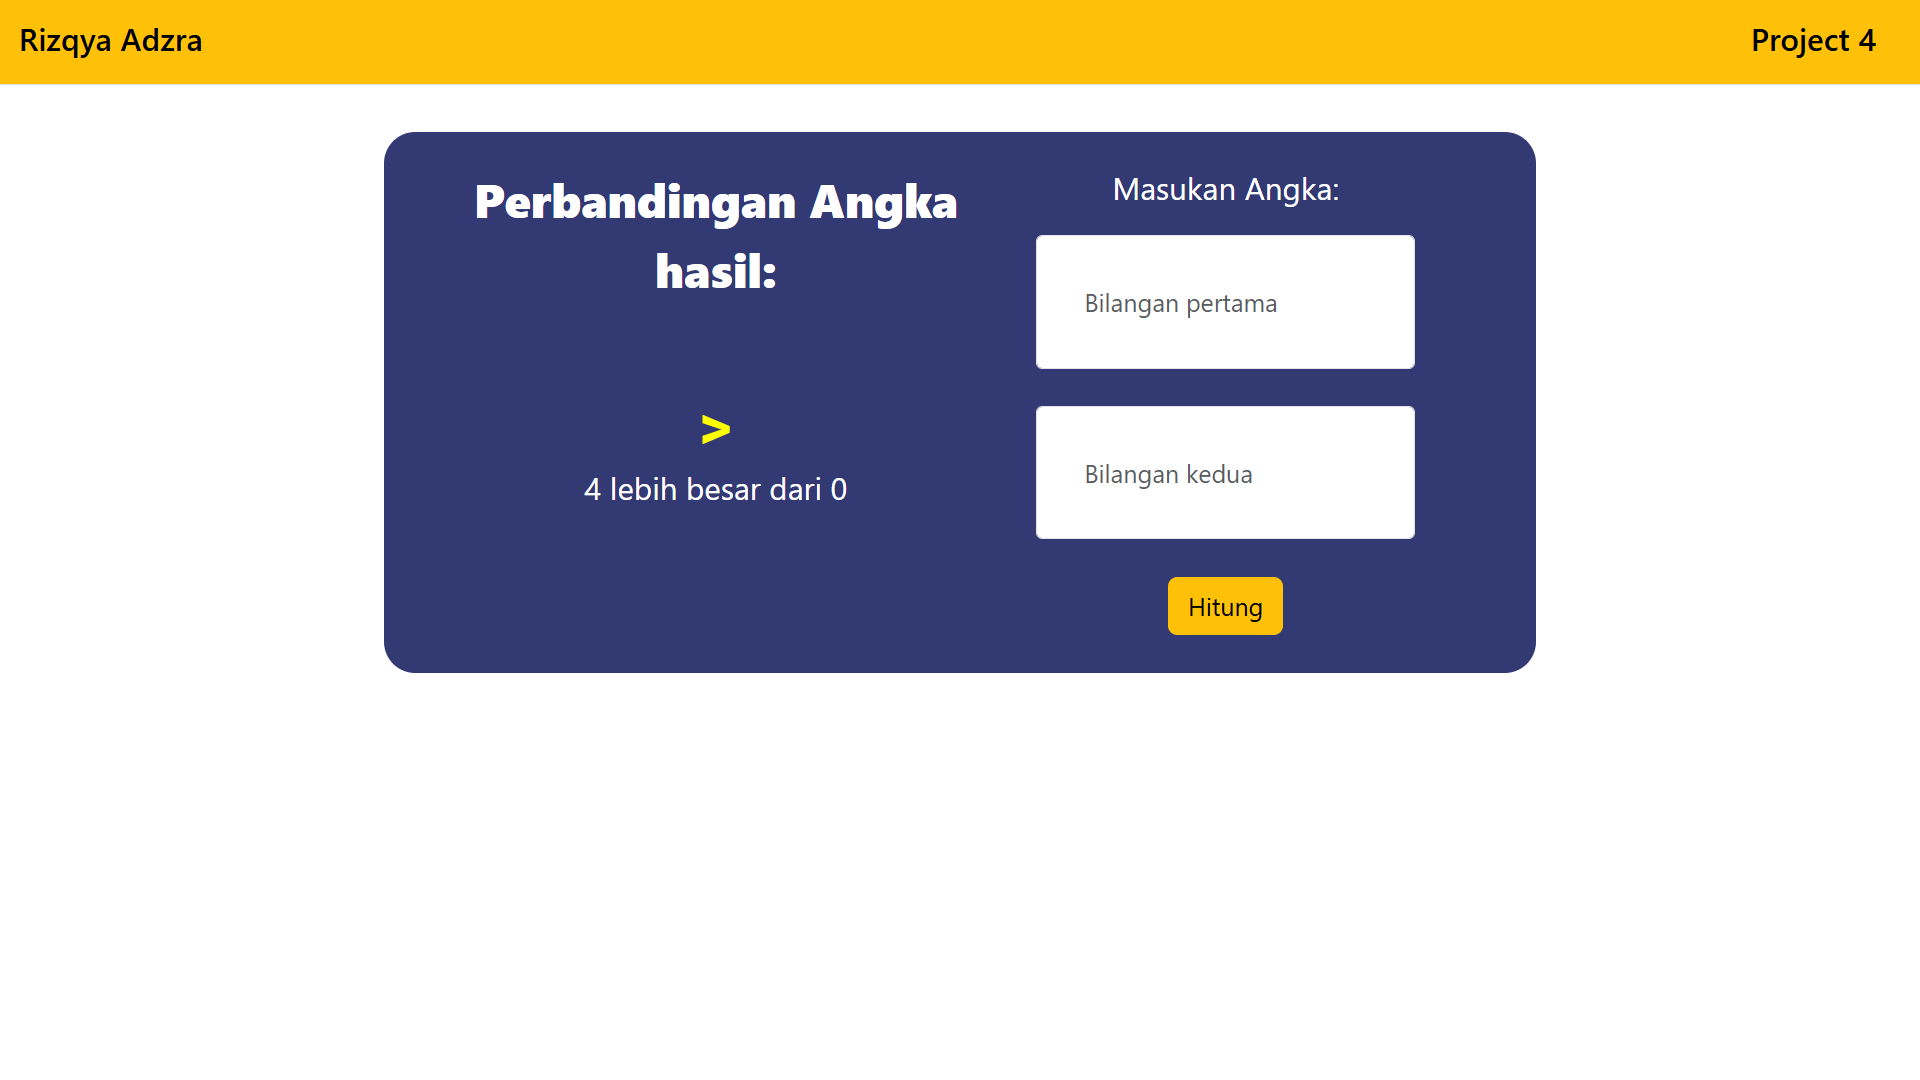 Rizqya Adzra
Project 4
Perbandingan Angka
hasil:
>
4 lebih besar dari 0
Masukan Angka:
Bilangan pertama
Bilangan kedua
Hitung